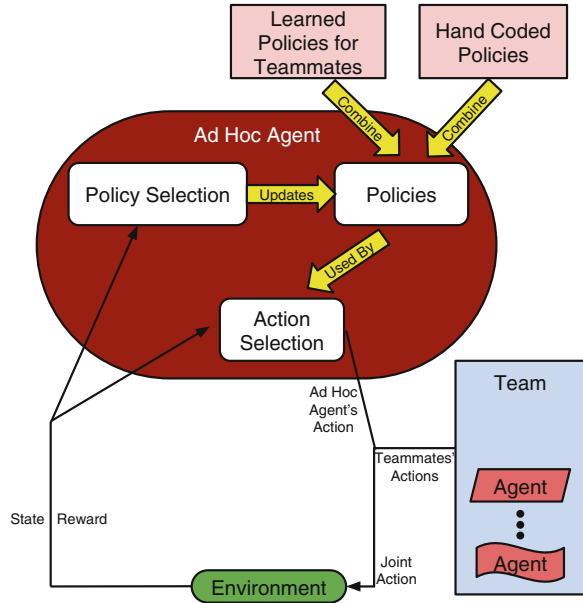 Learned
Policies for
Teammates
Hand Coded
Policies
Combine
Combine
Ad Hoc Agent
Policy Selection
Updates
Policies
Used By
Action
Selection
Ad Hoc
Agent's
Action
Team
Teammates'
Actions
Agent
Agent
State
Reward
Joint
Action
Environment